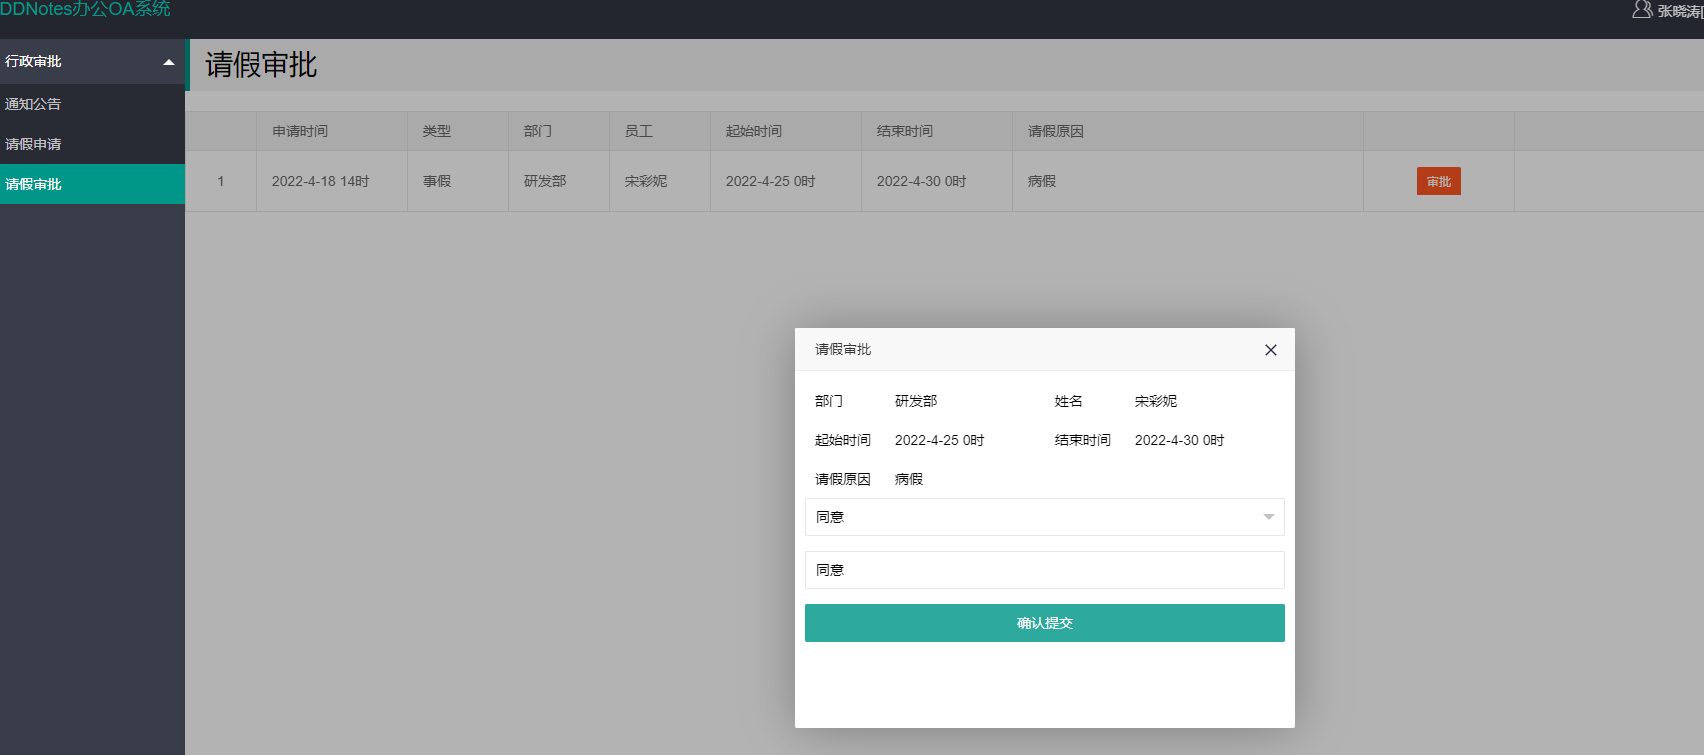 DDNotes办公OA系统
张晓涛
行政审批
通知公告
请假申请
请假审批
请假审批
申请时间 类型 部门 员工 起始时间 结束时间 请假原因
1 2022-4-18 14时 事假 研发部 宋彩妮 2022-4-25 0时 2022-4-30 0时 病假 审批
请假审批
部门 研发部 姓名 宋彩妮
起始时间 2022-4-25 0时 结束时间 2022-4-30 0时
请假原因 病假
同意
同意
确认提交